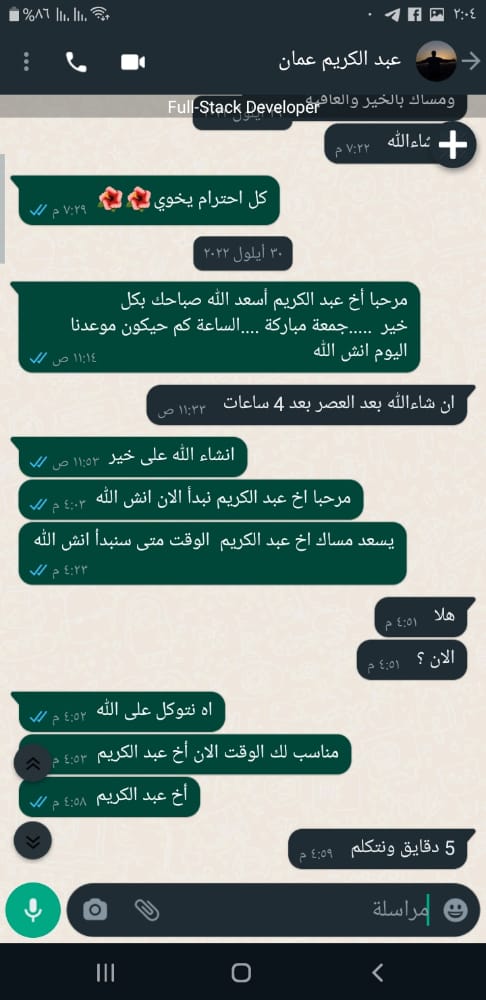 %٨٦
٢:٠٤
عبد الكريم عمان
ومساك بالخير والعافية
أيلول
Full-Stack Developer
٧:٢٢ م
كل احترام يخوي🌺🌺 ٧:٢٩ م
٣٠ أيلول ٢٠٢٢
مرحبا أخ عبد الكريم أسعد الله صباحك بكل
خير .....جمعة مباركة ....الساعة كم حيكون موعدنا
اليوم انش الله
١١:١٤ ص
ان شاءالله بعد العصر بعد 4 ساعات ١١:٣٣ ص
انشاء الله على خير ١١:٥٣ ص
مرحبا اخ عبد الكريم نبدأ الان انش الله ٤:٠٣ م
يسعد مساك اخ عبد الكريم الوقت متى سنبدأ انش الله
٤:٢٣ م
هلا ٤:٥١ م
الان ؟ ٤:٥١ م
اه نتوكل على الله ٤:٥٢ م
مناسب لك الوقت الان أخ عبد الكريم ٤:٥٣ م
أخ عبد الكريم ٤:٥٨ م
5 دقايق ونتكلم ٤:٥٩ م
مراسلة